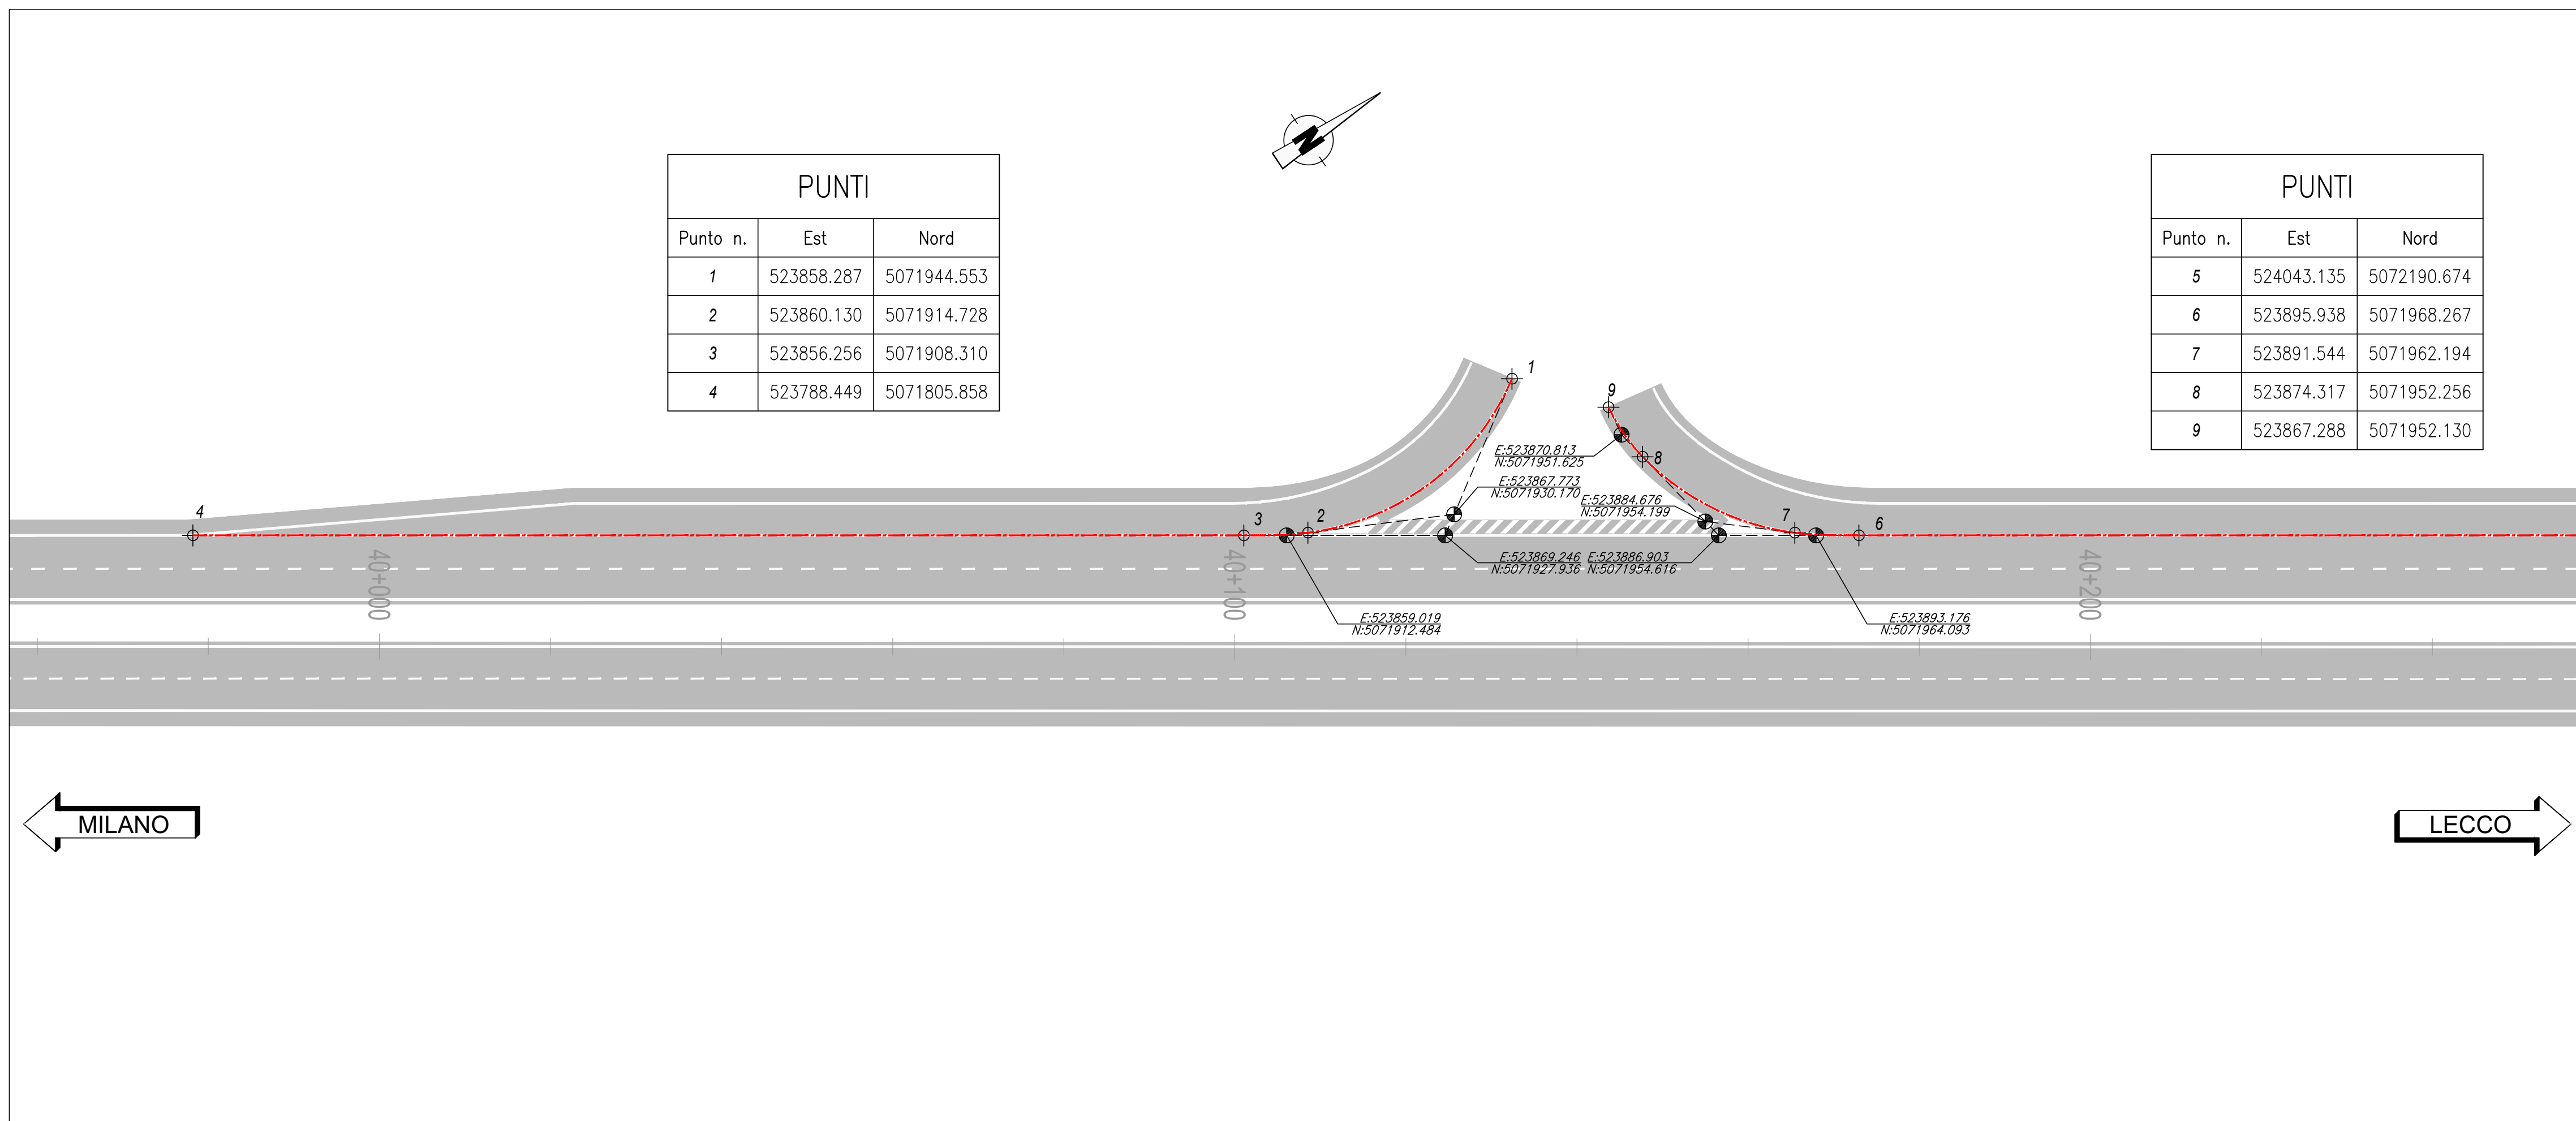 N
PUNTI
Punto n. Est Nord
1 523858.287 5071944.553
2 523860.130 5071914.728
3 523856.256 5071908.310
4 523788.449 5071805.858
PUNTI
Punto n. Est Nord
5 524043.135 5072190.674
6 523895.938 5071968.267
7 523891.544 5071962.194
8 523874.317 5071952.256
9 523867.288 5071952.130
1
9
E:523870.813
N:5071951.625
8
E:523867.773
N:5071930.170
E:523884.676
N:5071954.199
4
3
2
7
6
E:523869.246
N:5071927.936
E:523886.903
N:5071954.616
40+000
40+100
40+200
E:523859.019
N:5071912.484
E:523893.176
N:5071964.093
MILANO
LECCO